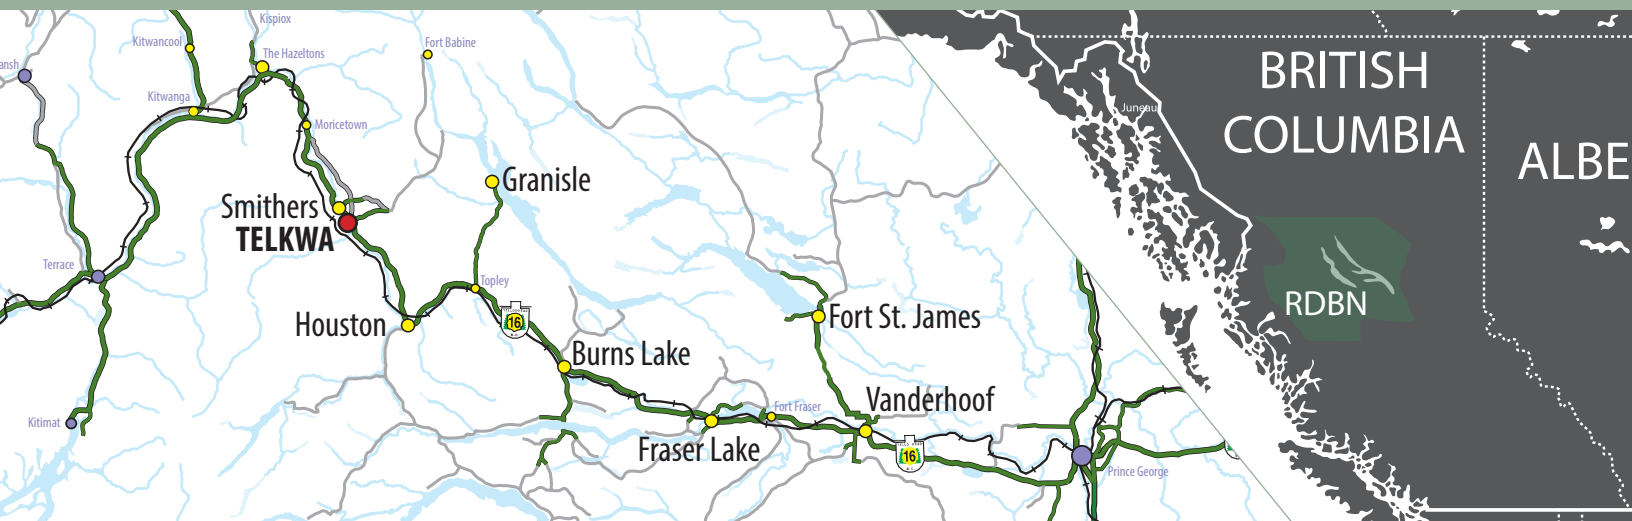 Kispiox
Kitwancool
The Hazeltons
Fort Babine
ansh
Kitwanga
Moricetown
Granisle
Smithers
TELKWA
Terrace
Topley
16
Houston
Fort St. James
Burns Lake
Vanderhoof
Fort Fraser
Kitimat
Fraser Lake
16
Prince George
BRITISH
COLUMBIA
Juneau
ALBE
RDBN